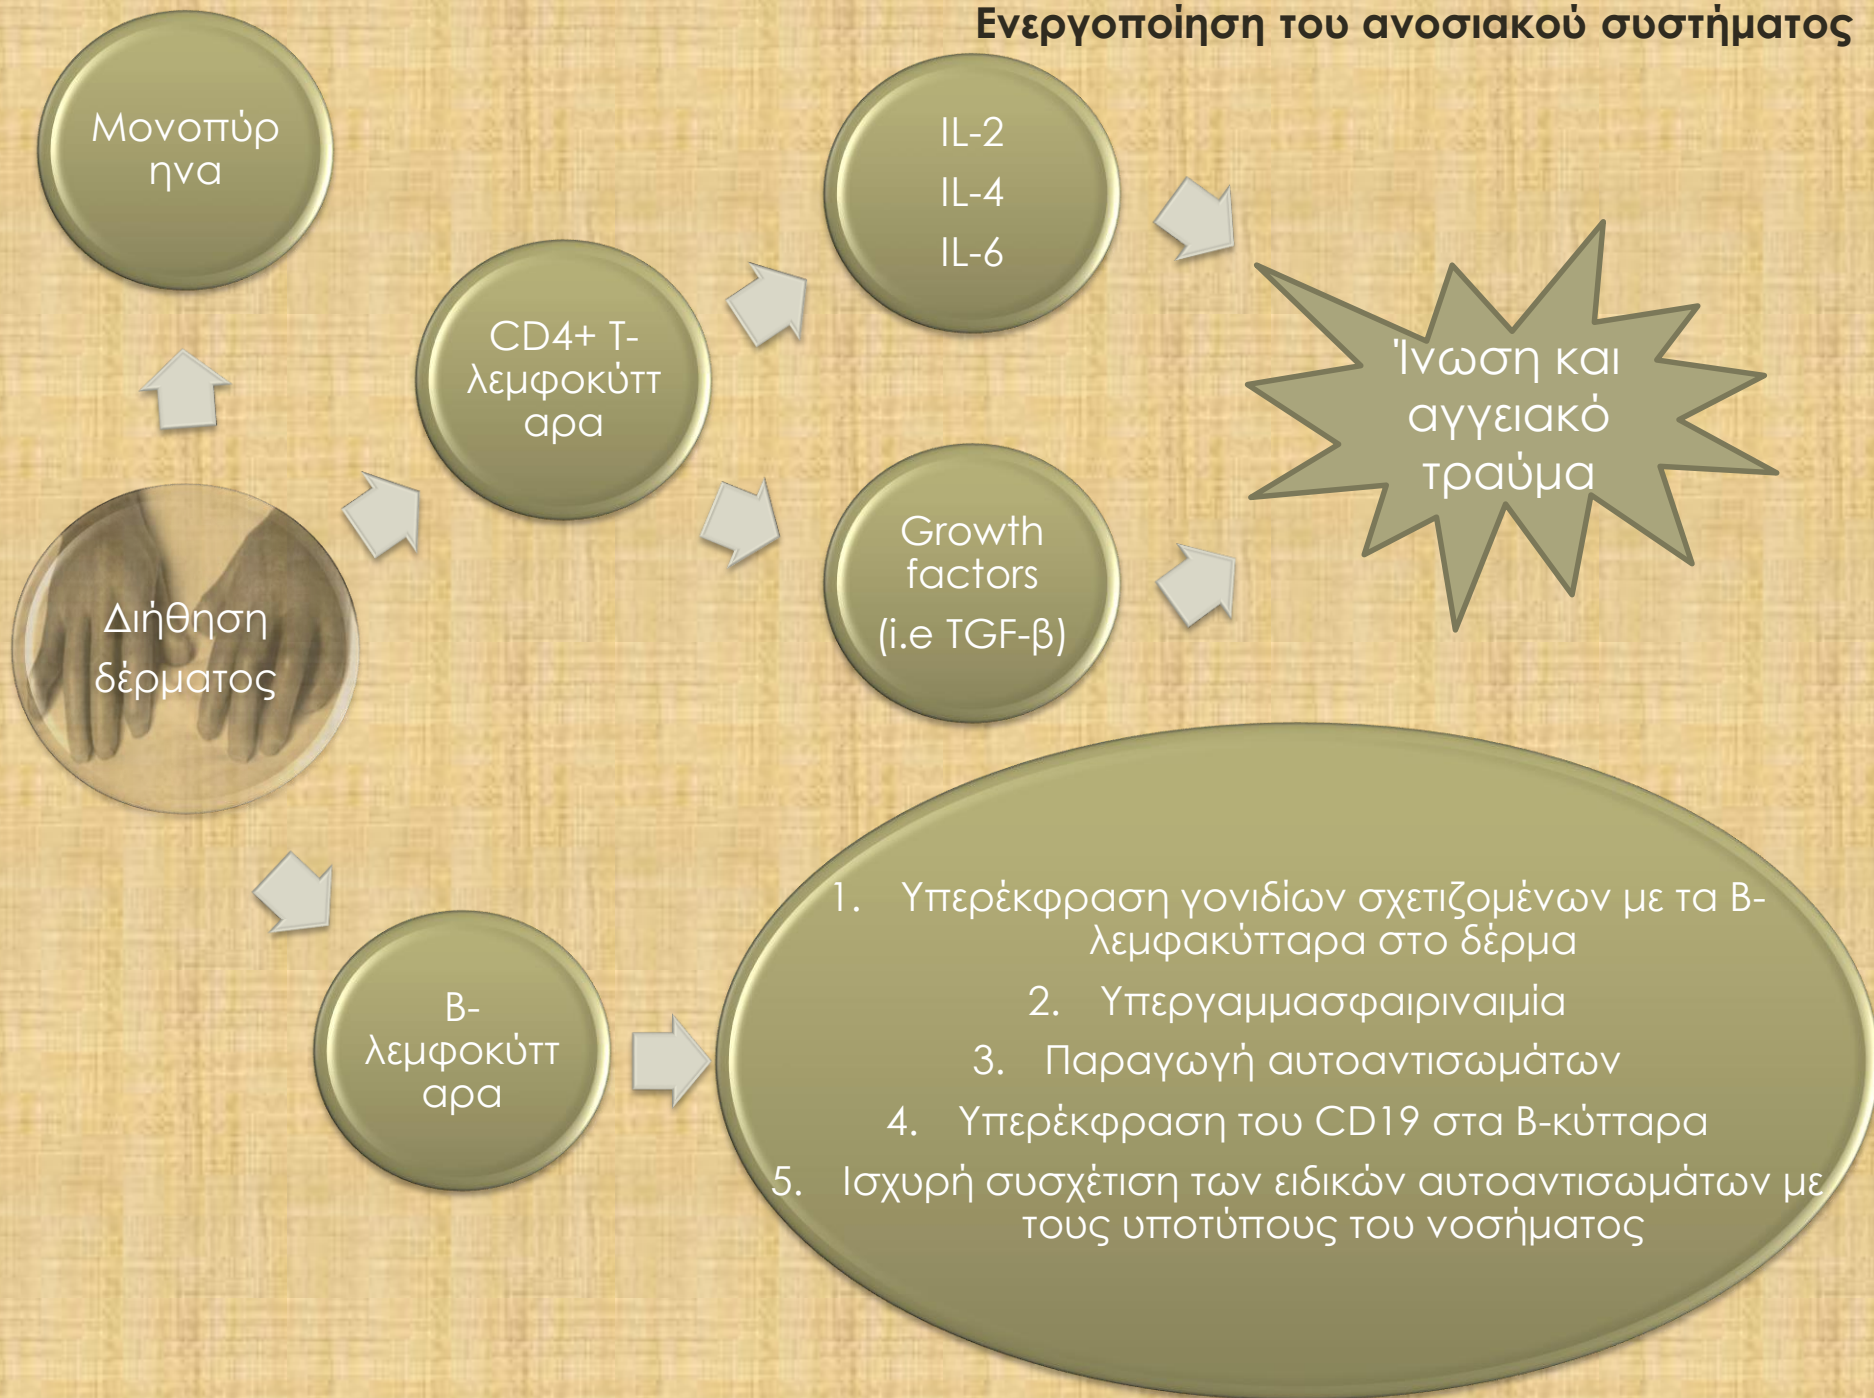 Ενεργοποίηση του ανοσιακού συστήματος
Μονοπύρ
ηνα
IL-2
IL-4
IL-6
CD4+ T-
λεμφοκύττ
αρα
Ίνωση και
αγγειακό
τραύμα
Growth
factors
(i.e TGF-β)
Διήθηση
δέρματος
Β-
λεμφοκύττ
αρα
1. Υπερέκφραση γονιδίων σχετιζομένων με τα Β-
λεμφακύτταρα στο δέρμα
2. Υπεργαμμασφαιριναιμία
3. Παραγωγή αυτοαντισωμάτων
4. Υπερέκφραση του CD19 στα Β-κύτταρα
5. Ισχυρή συσχέτιση των ειδικών αυτοαντισωμάτων με
τους υποτύπους του νοσήματος